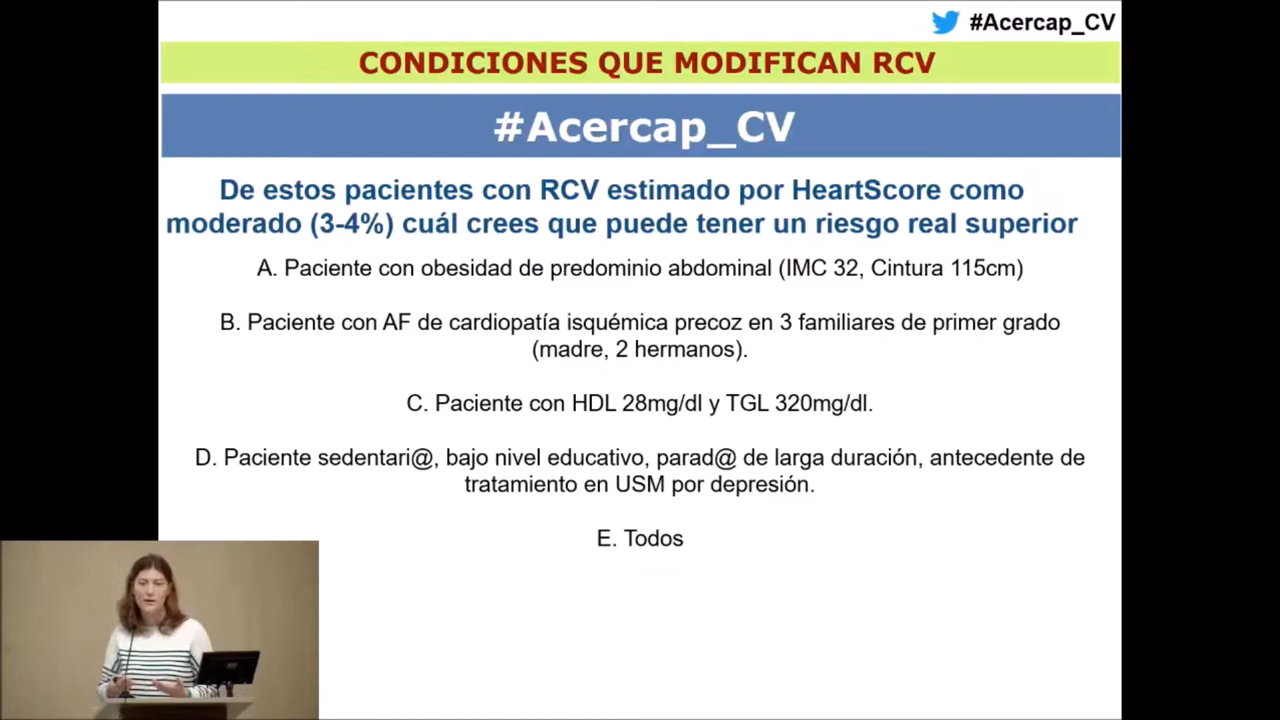 #Acercap_CV
CONDICIONES QUE MODIFICAN RCV
#Acercap_CV
De estos pacientes con RCV estimado por HeartScore como
moderado (3-4%) cuál crees que puede tener un riesgo real superior
A. Paciente con obesidad de predominio abdominal (IMC 32, Cintura 115cm)
B. Paciente con AF de cardiopatía isquémica precoz en 3 familiares de primer grado
(madre, 2 hermanos).
C. Paciente con HDL 28mg/dl y TGL 320mg/dl.
D. Paciente sedentari@, bajo nivel educativo, parad@ de larga duración, antecedente de
tratamiento en USM por depresión.
E. Todos